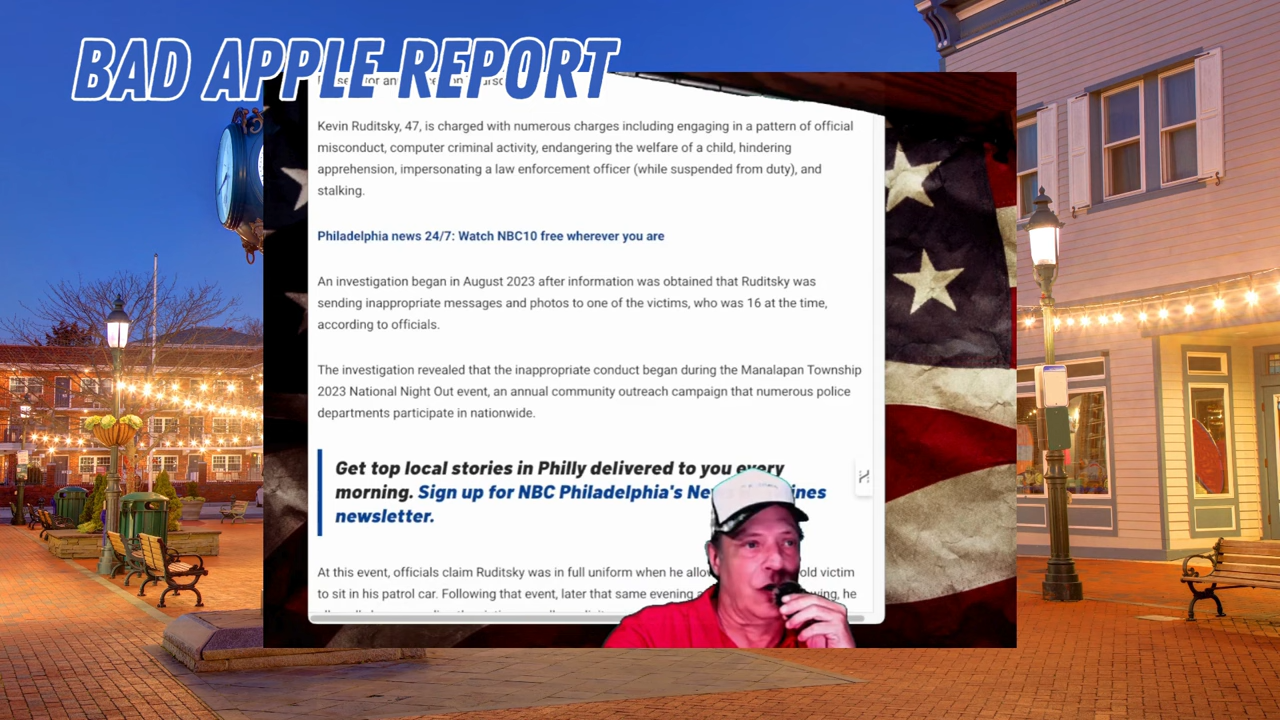 BAD APPLE REPORT
Kevin Ruditsky, 47, is charged with numerous charges including engaging in a pattern of official
misconduct, computer criminal activity, endangering the welfare of a child, hindering
apprehension, impersonating a law enforcement officer (while suspended from duty), and
stalking.
Philadelphia news 24/7: Watch NBC10 free wherever you are
An investigation began in August 2023 after information was obtained that Ruditsky was
sending inappropriate messages and photos to one of the victims, who was 16 at the time,
according to officials.
The investigation revealed that the inappropriate conduct began during the Manalapan Township
2023 National Night Out event, an annual community outreach campaign that numerous police
departments participate in nationwide.
Get top local stories in Philly delivered to you every
morning. Sign up for NBC Philadelphia's
newsletter.
At this event, officials claim Ruditsky was in full uniform when he old victim
to sit in his patrol car. Following that event, later that same evening he